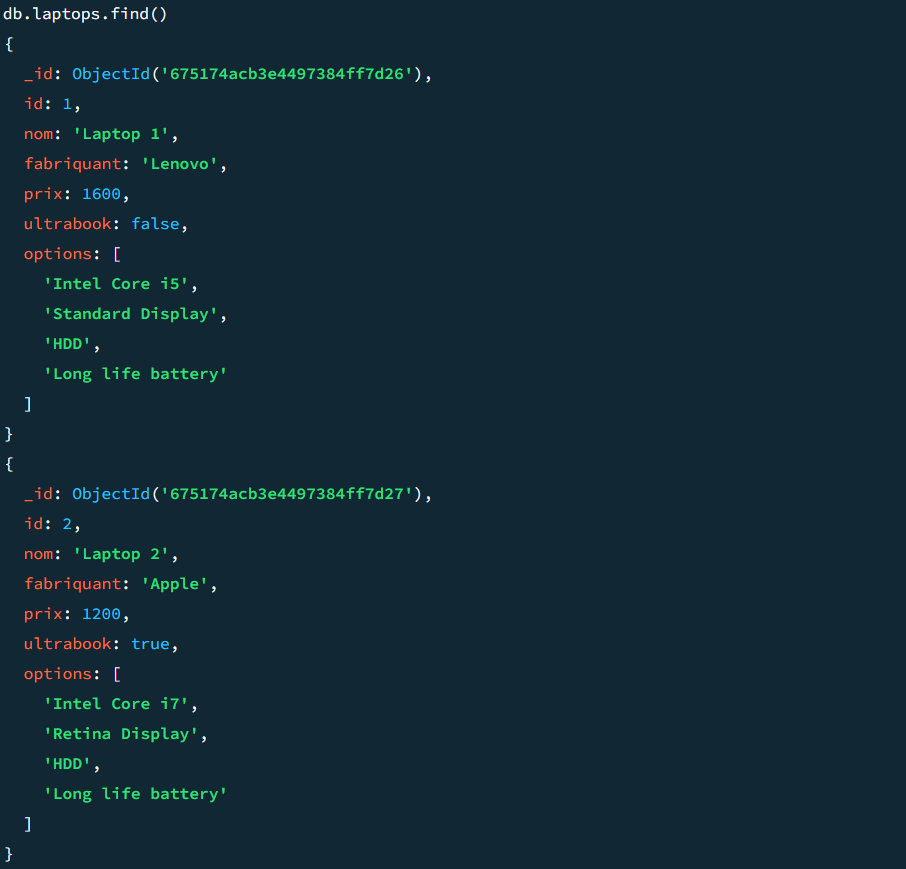 db.laptops.find()
{
  _id: ObjectId('675174acb3e4497384ff7d26'),
  id: 1,
  nom: 'Laptop 1',
  fabriquant: 'Lenovo',
  prix: 1600,
  ultrabook: false,
  options: [
    'Intel Core i5',
    'Standard Display',
    'HDD',
    'Long life battery'
  ]
}
{
  _id: ObjectId('675174acb3e4497384ff7d27'),
  id: 2,
  nom: 'Laptop 2',
  fabriquant: 'Apple',
  prix: 1200,
  ultrabook: true,
  options: [
    'Intel Core i7',
    'Retina Display',
    'HDD',
    'Long life battery'
  ]
}